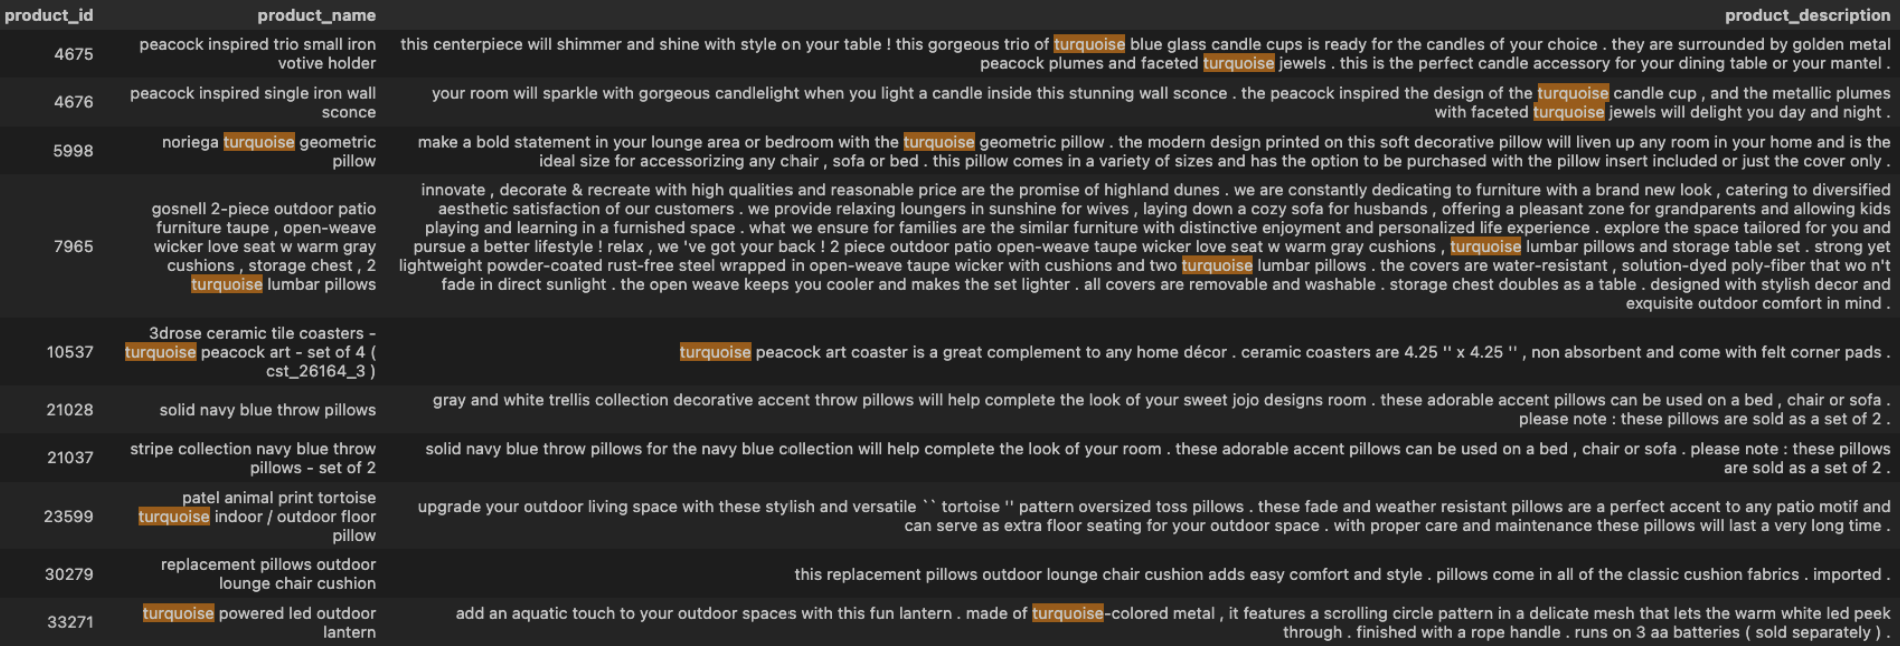 product_id product_name product_description
4675
peacock inspired trio small iron
votive holder
this centerpiece will shimmer and shine with style on your table ! this gorgeous trio of turquoise blue glass candle cups is ready for the candles of your choice . they are surrounded by golden metal
peacock plumes and faceted turquoise jewels . this is the perfect candle accessory for your dining table or your mantel .
4676
peacock inspired single iron wall
sconce
your room will sparkle with gorgeous candlelight when you light a candle inside this stunning wall sconce . the peacock inspired the design of the turquoise candle cup , and the metallic plumes
with faceted turquoise jewels will delight you day and night .
5998
noriega turquoise geometric
pillow
make a bold statement in your lounge area or bedroom with the turquoise geometric pillow . the modern design printed on this soft decorative pillow will liven up any room in your home and is the
ideal size for accessorizing any chair , sofa or bed . this pillow comes in a variety of sizes and has the option to be purchased with the pillow insert included or just the cover only .
7965
gosnell 2-piece outdoor patio
furniture taupe , open-weave
wicker love seat w warm gray
cushions , storage chest , 2
turquoise lumbar pillows
innovate , decorate & recreate with high qualities and reasonable price are the promise of highland dunes . we are constantly dedicating to furniture with a brand new look , catering to diversified
aesthetic satisfaction of our customers . we provide relaxing loungers in sunshine for wives , laying down a cozy sofa for husbands , offering a pleasant zone for grandparents and allowing kids
playing and learning in a furnished space . what we ensure for families are the similar furniture with distinctive enjoyment and personalized life experience . explore the space tailored for you and
pursue a better lifestyle ! relax , we 've got your back ! 2 piece outdoor patio open-weave taupe wicker love seat w warm gray cushions , turquoise lumbar pillows and storage table set . strong yet
lightweight powder-coated rust-free steel wrapped in open-weave taupe wicker with cushions and two turquoise lumbar pillows . the covers are water-resistant , solution-dyed poly-fiber that wo n't
fade in direct sunlight . the open weave keeps you cooler and makes the set lighter . all covers are removable and washable . storage chest doubles as a table . designed with stylish decor and
exquisite outdoor comfort in mind .
10537
3drose ceramic tile coasters -
turquoise peacock art - set of 4 (
cst_26164_3 )
turquoise peacock art coaster is a great complement to any home décor . ceramic coasters are 4.25 '' x 4.25 '' , non absorbent and come with felt corner pads .
21028
solid navy blue throw pillows
gray and white trellis collection decorative accent throw pillows will help complete the look of your sweet jojo designs room . these adorable accent pillows can be used on a bed , chair or sofa .
please note : these pillows are sold as a set of 2 .
21037
stripe collection navy blue throw
pillows - set of 2
solid navy blue throw pillows for the navy blue collection will help complete the look of your room . these adorable accent pillows can be used on a bed , chair or sofa . please note : these pillows
are sold as a set of 2 .
23599
patel animal print tortoise
turquoise indoor / outdoor floor
pillow
upgrade your outdoor living space with these stylish and versatile `` tortoise '' pattern oversized toss pillows . these fade and weather resistant pillows are a perfect accent to any patio motif and
can serve as extra floor seating for your outdoor space . with proper care and maintenance these pillows will last a very long time .
30279
replacement pillows outdoor
lounge chair cushion
this replacement pillows outdoor lounge chair cushion adds easy comfort and style . pillows come in all of the classic cushion fabrics . imported .
33271
turquoise powered led outdoor
lantern
add an aquatic touch to your outdoor spaces with this fun lantern . made of turquoise-colored metal , it features a scrolling circle pattern in a delicate mesh that lets the warm white led peek
through . finished with a rope handle . runs on 3 aa batteries ( sold separately ) .